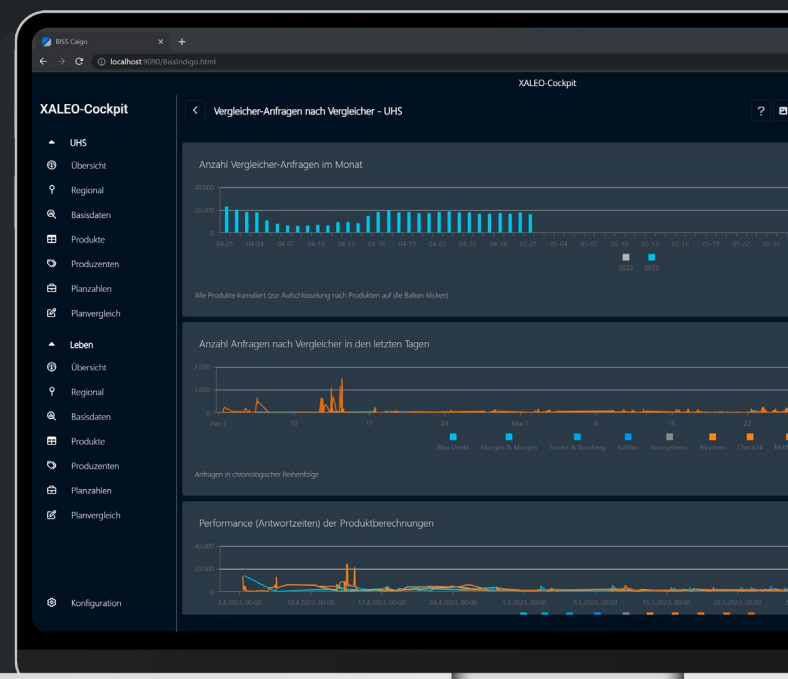 BISS Caigo
localhost:9090/BissIndigo.html
XALEO-Cockpit
XALEO-Cockpit
Vergleicher-Anfragen nach Vergleicher - UHS
?
UHS
Übersicht
Regional
Basisdaten
Produkte
Produzenten
Planzahlen
Planvergleich
Leben
Übersicht
Regional
Basisdaten
Produkte
Produzenten
Planzahlen
Planvergleich
Konfiguration
Anzahl Vergleicher-Anfragen im Monat
40.000
20.000
0
04-01 04-04 04-07 04-10 04-13 04-16 04-19 04-22 04-25 04-28 05-01 05-04 05-07 05-10 05-13 05-16 05-19 05-22 05-25
2022 2023
Alle Produkte kumuliert (zur Aufschlüsselung nach Produkten auf die Balken klicken)
Anzahl Anfragen nach Vergleicher in den letzten Tagen
2.000
1.000
0
Apr 3 10 17 24 Mai 1 8 15 22
Blau Direkt Morgen & Morgen Franke & Bornberg Softfair Innosystems Bleydorn Check24
Anfragen in chronologischer Reihenfolge
Performance (Antwortzeiten) der Produktberechnungen
40.000
20.000
0
3.4.2023, 00:00 10.4.2023, 00:00 17.4.2023, 00:00 24.4.2023, 00:00 1.5.2023, 00:00 8.5.2023, 00:00 15.5.2023, 00:00 22.5.2023, 00:00